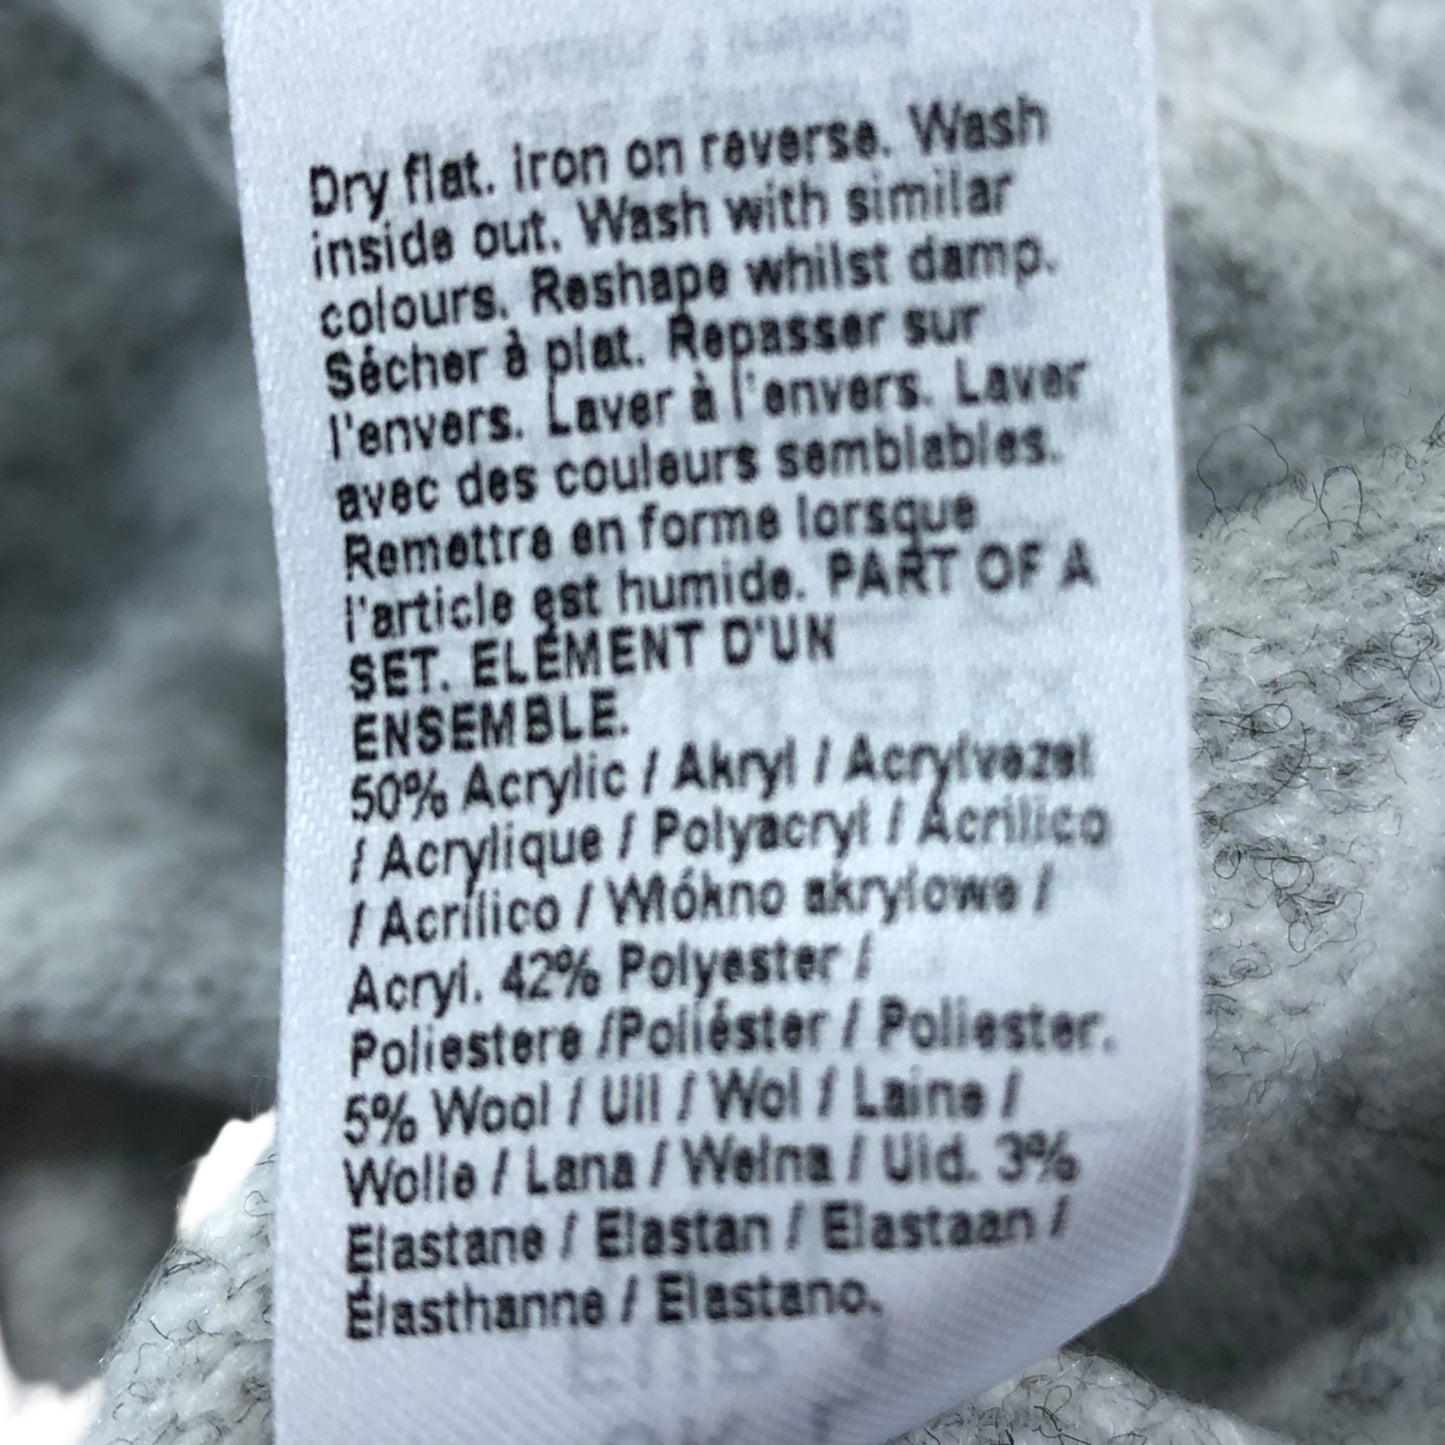 Dry flat. iron on reverse. Wash
inside out. Wash with similar
colours. Reshape whilst damp.
Sécher à plat. Repasser sur
l'envers. Laver à l'envers. Laver
avec des couleurs semblables.
Remettre en forme lorsque
l'article est humide. PART OF A
SET. ELÉMENT D'UN
ENSEMBLE.
50% Acrylic / Akryl / Acrylvezel
/ Acrylique / Polyacryl / Acrílico
/ Acrílico / Włókno akrylowe /
Acryl. 42% Polyester /
Poliestere /Poliéster / Poliester.
5% Wool / Ull / Wol / Laine /
Wolle / Lana / Wełna / Uld. 3%
Elastane / Elastan / Elastaan /
Élasthanne / Elastano.